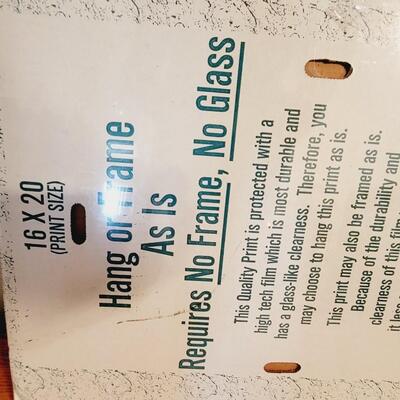 16 X 20
(PRINT SIZE)
Hang or Frame
As Is
Requires No Frame, No Glass
This Quality Print is protected with a
high tech film which is most durable and
has a glass-like clearness. Therefore, you
may choose to hang this print as is.
This print may also be framed as is.
Because of the durability and
clearness of this film